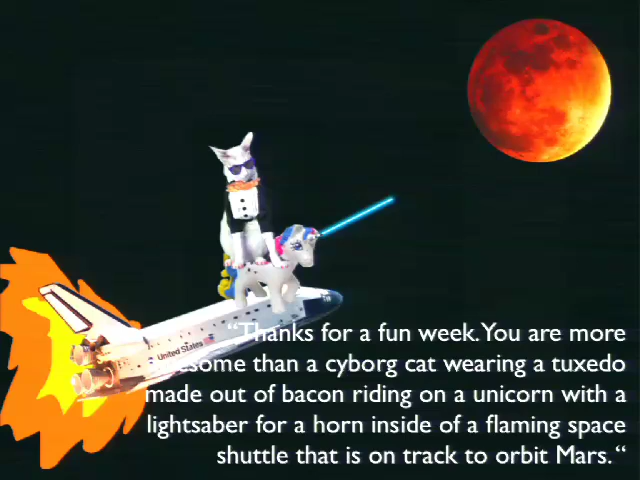 United States
“Thanks for a fun week. You are more
awesome than a cyborg cat wearing a tuxedo
made out of bacon riding on a unicorn with a
lightsaber for a horn inside of a flaming space
shuttle that is on track to orbit Mars. “